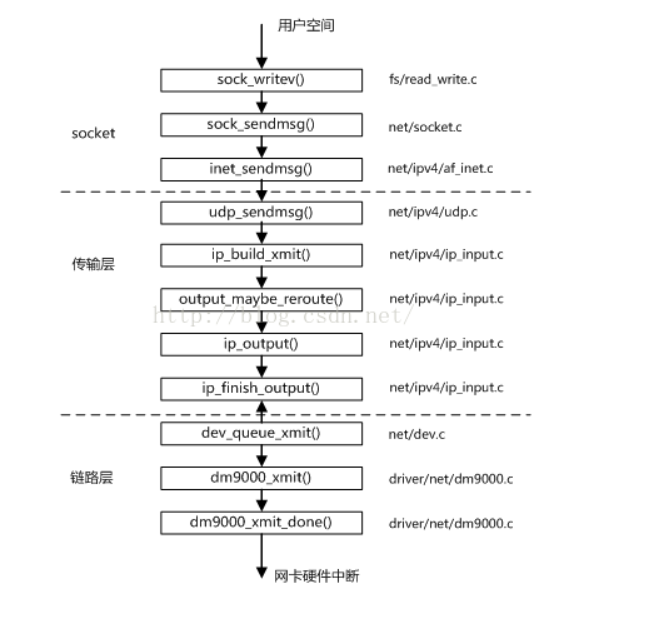 用户空间
sock_writev() fs/read_write.c
sock_sendmsg() net/socket.c
socket
inet_sendmsg() net/ipv4/af_inet.c
udp_sendmsg() net/ipv4/udp.c
ip_build_xmit() net/ipv4/ip_input.c
传输层
output_maybe_reroute() net/ipv4/ip_input.c
http://blog.csdn.net/
ip_output() net/ipv4/ip_input.c
ip_finish_output() net/ipv4/ip_input.c
dev_queue_xmit() net/dev.c
链路层
dm9000_xmit() driver/net/dm9000.c
dm9000_xmit_done() driver/net/dm9000.c
网卡硬件中断